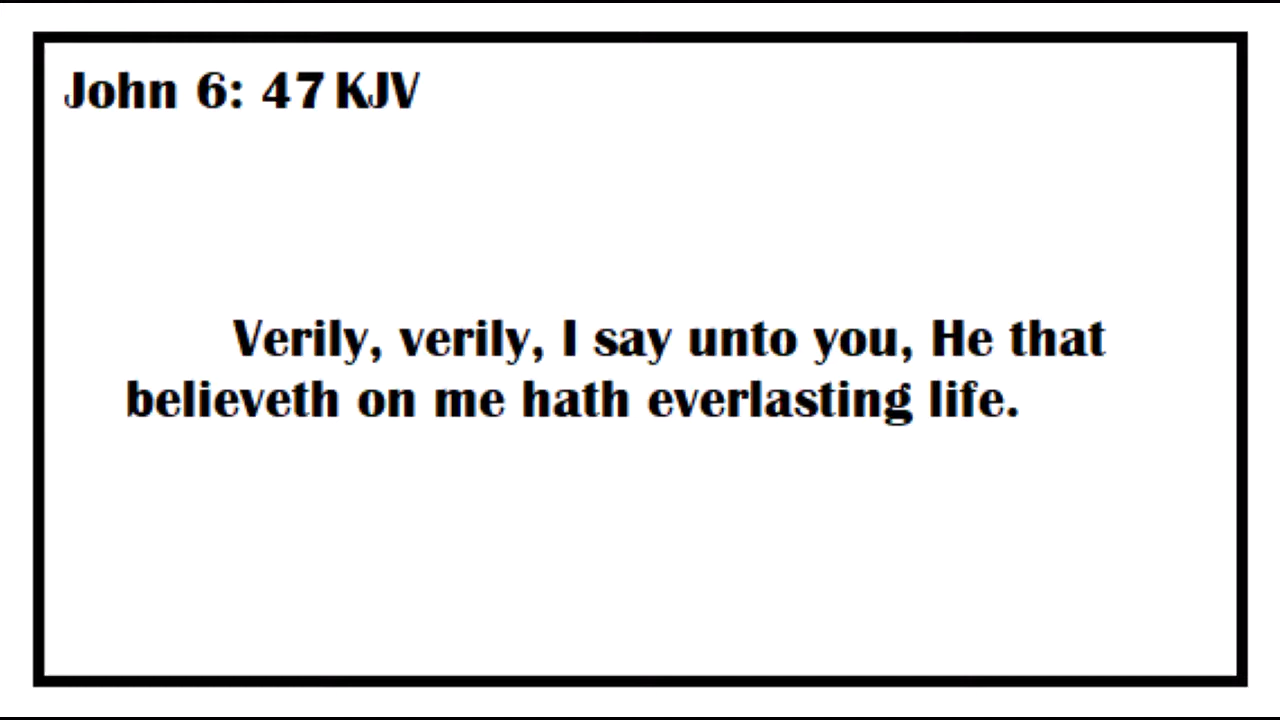 John 6: 47 KJV
Verily, verily, I say unto you, He that
believeth on me hath everlasting life.